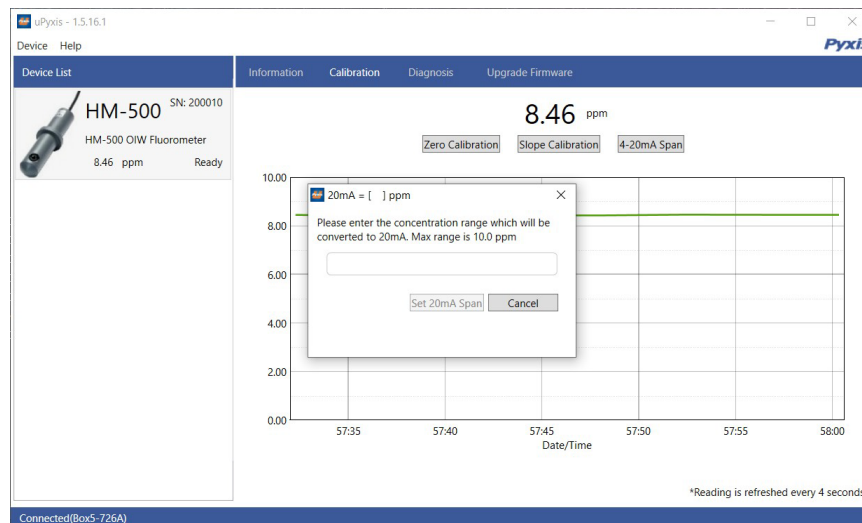 uPyxis - 1.5.16.1
Device Help
Pyxis
Device List
Information Calibration Diagnosis Upgrade Firmware
HM-500 SN: 200010
HM-500 OIW Fluorometer
8.46 ppm Ready
8.46 ppm
Zero Calibration Slope Calibration 4-20mA Span
20mA = [ ] ppm
Please enter the concentration range which will be
converted to 20mA. Max range is 10.0 ppm
Set 20mA Span Cancel
10.00
8.00
6.00
4.00
2.00
0.00
57:35 57:40 57:45 57:50 57:55 58:00
Date/Time
*Reading is refreshed every 4 seconds
Connected(Box5-726A)